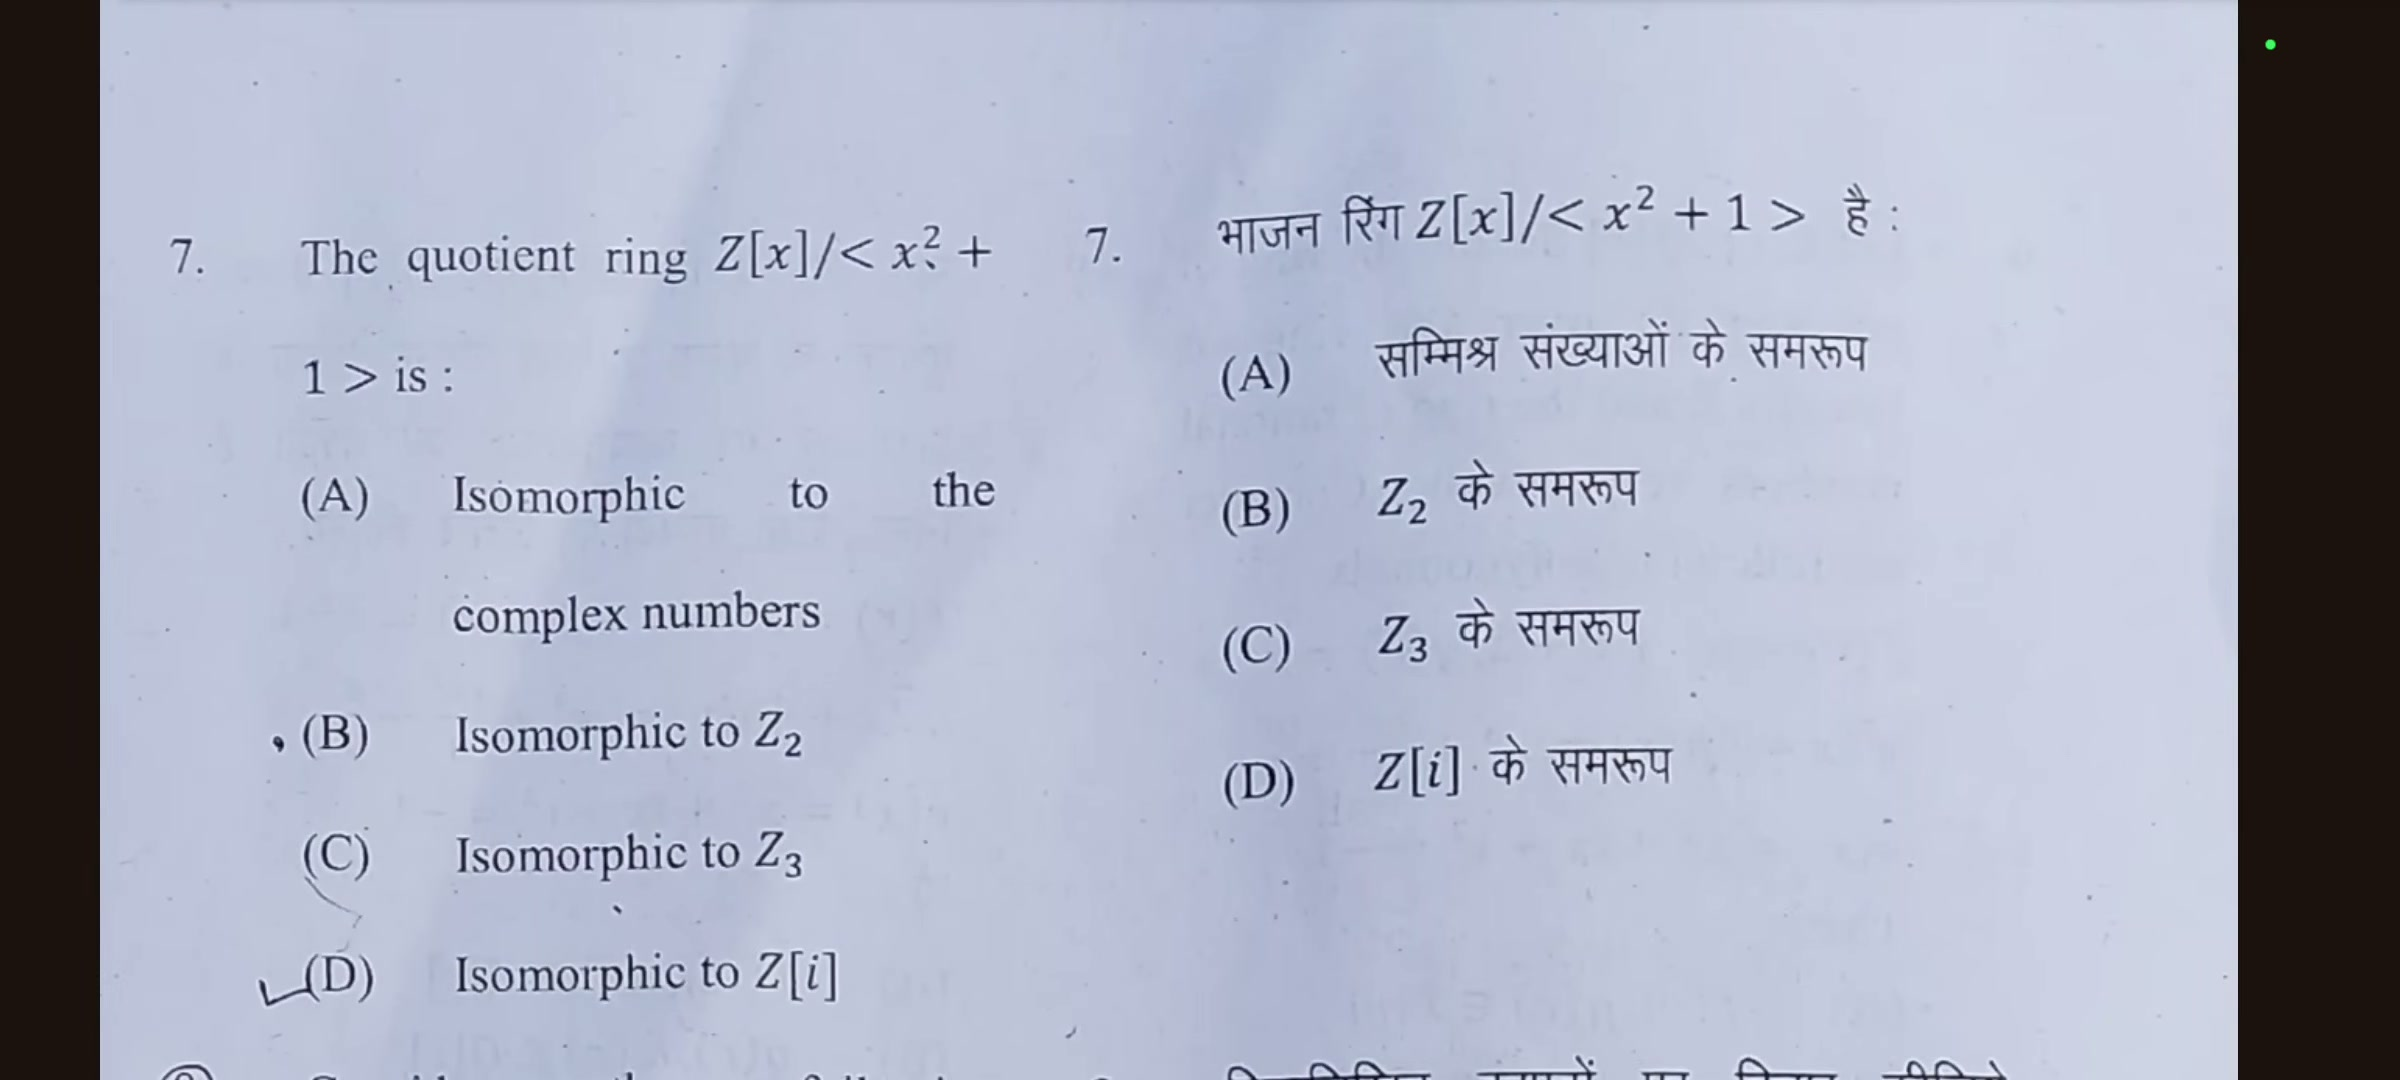 7. The quotient ring Z[x]/< x² +
1 > is :
(A) Isomorphic to the
complex numbers
(B) Isomorphic to Z₂
(C) Isomorphic to Z₃
(D) Isomorphic to Z[i]
7. भाजन रिंग Z[x]/< x² + 1 > है :
(A) सम्मिश्र संख्याओं के समरूप
(B) Z₂ के समरूप
(C) Z₃ के समरूप
(D) Z[i] के समरूप